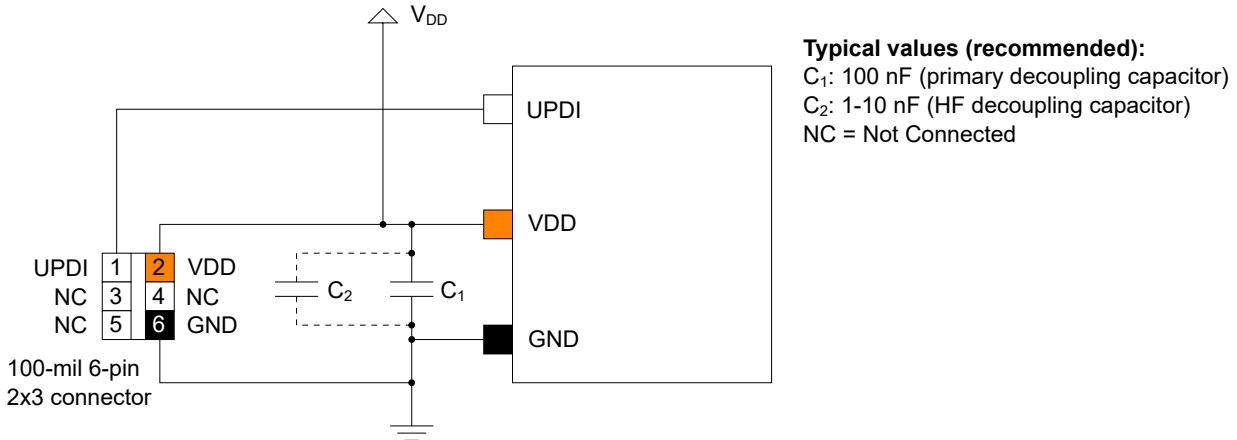 V_DD
Typical values (recommended):
C₁: 100 nF (primary decoupling capacitor)
C₂: 1-10 nF (HF decoupling capacitor)
NC = Not Connected
UPDI
VDD
UPDI 1 2 VDD
NC 3 4 NC
NC 5 6 GND
C₂
C₁
GND
100-mil 6-pin
2x3 connector